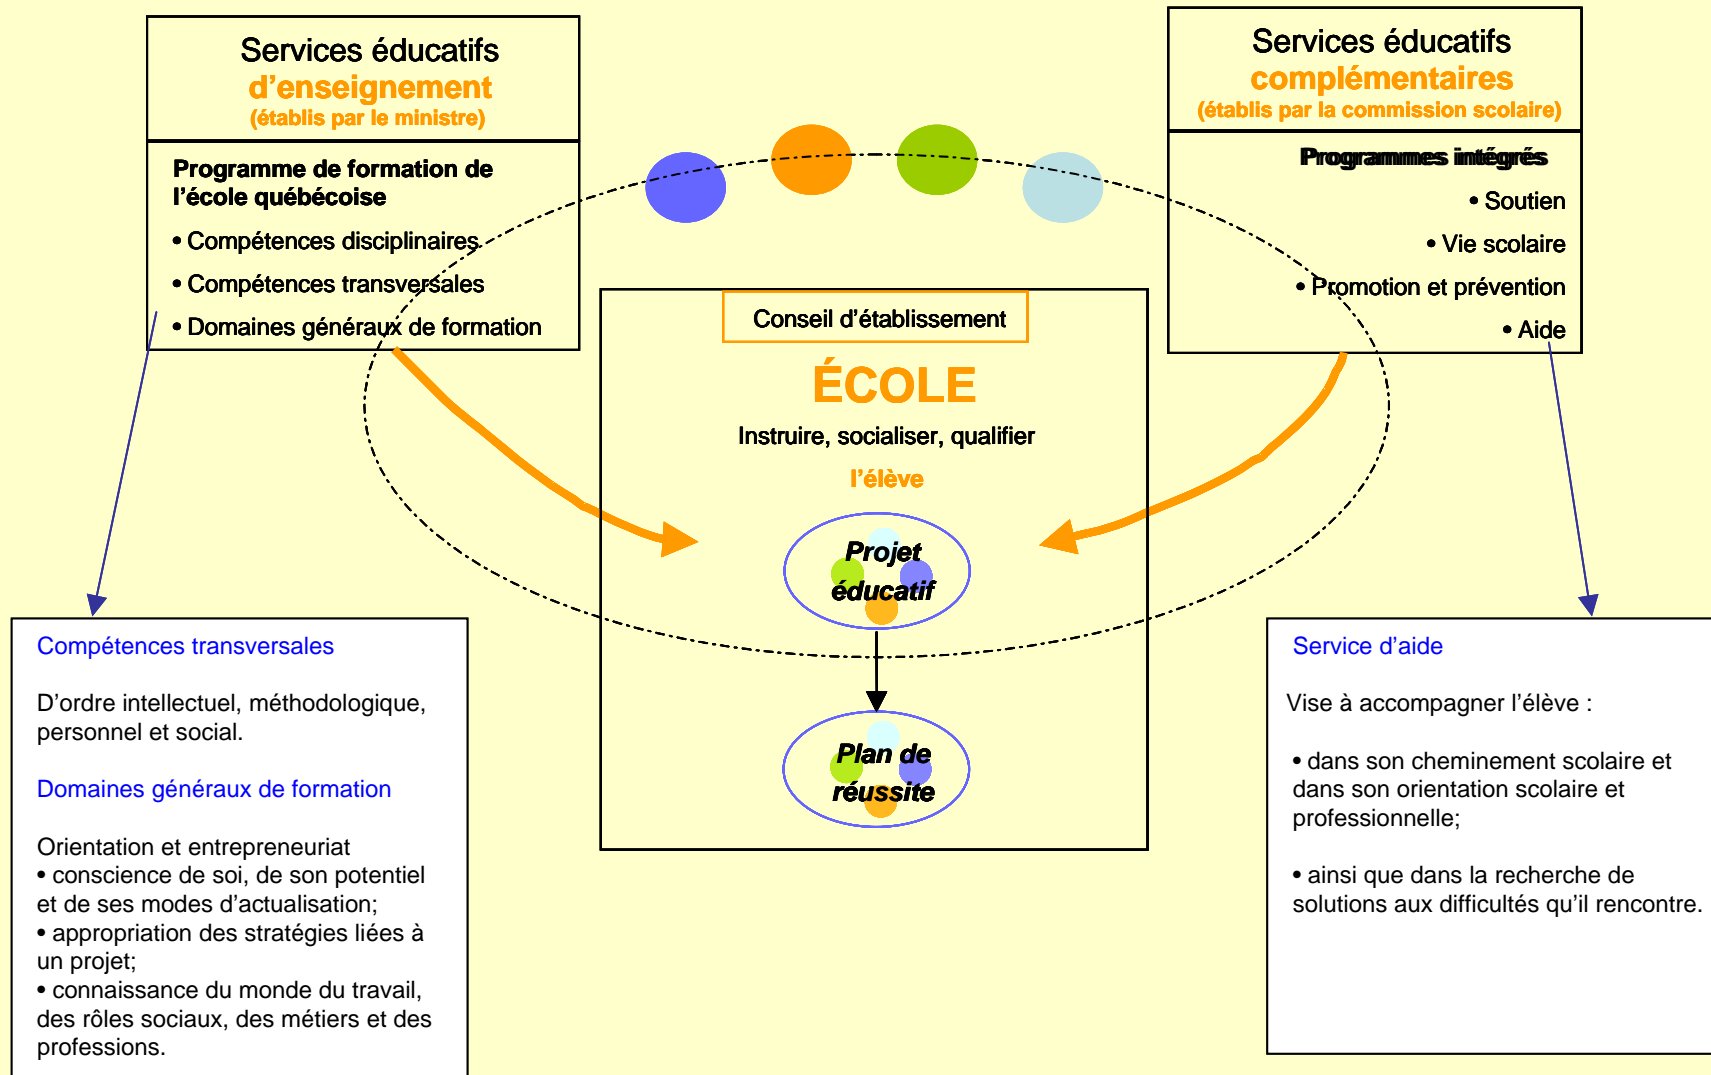 Services éducatifs
d’enseignement
(établis par le ministre)
Programme de formation de
l’école québécoise
• Compétences disciplinaires
• Compétences transversales
• Domaines généraux de formation
Services éducatifs
complémentaires
(établis par la commission scolaire)
Programmes intégrés
• Soutien
• Vie scolaire
• Promotion et prévention
• Aide
Conseil d’établissement
ÉCOLE
Instruire, socialiser, qualifier
l’élève
Projet
éducatif
Plan de
réussite
Compétences transversales
D’ordre intellectuel, méthodologique,
personnel et social.
Domaines généraux de formation
Orientation et entrepreneuriat
• conscience de soi, de son potentiel
et de ses modes d’actualisation;
• appropriation des stratégies liées à
un projet;
• connaissance du monde du travail,
des rôles sociaux, des métiers et des
professions.
Service d’aide
Vise à accompagner l’élève :
• dans son cheminement scolaire et
dans son orientation scolaire et
professionnelle;
• ainsi que dans la recherche de
solutions aux difficultés qu’il rencontre.